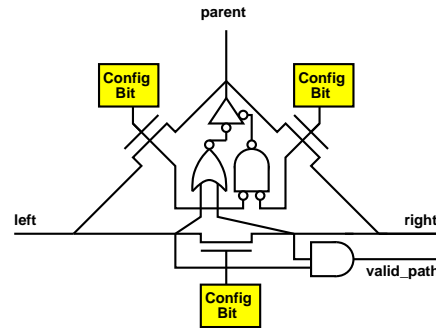 parent
Config
Bit
Config
Bit
left
right
valid_path
Config
Bit